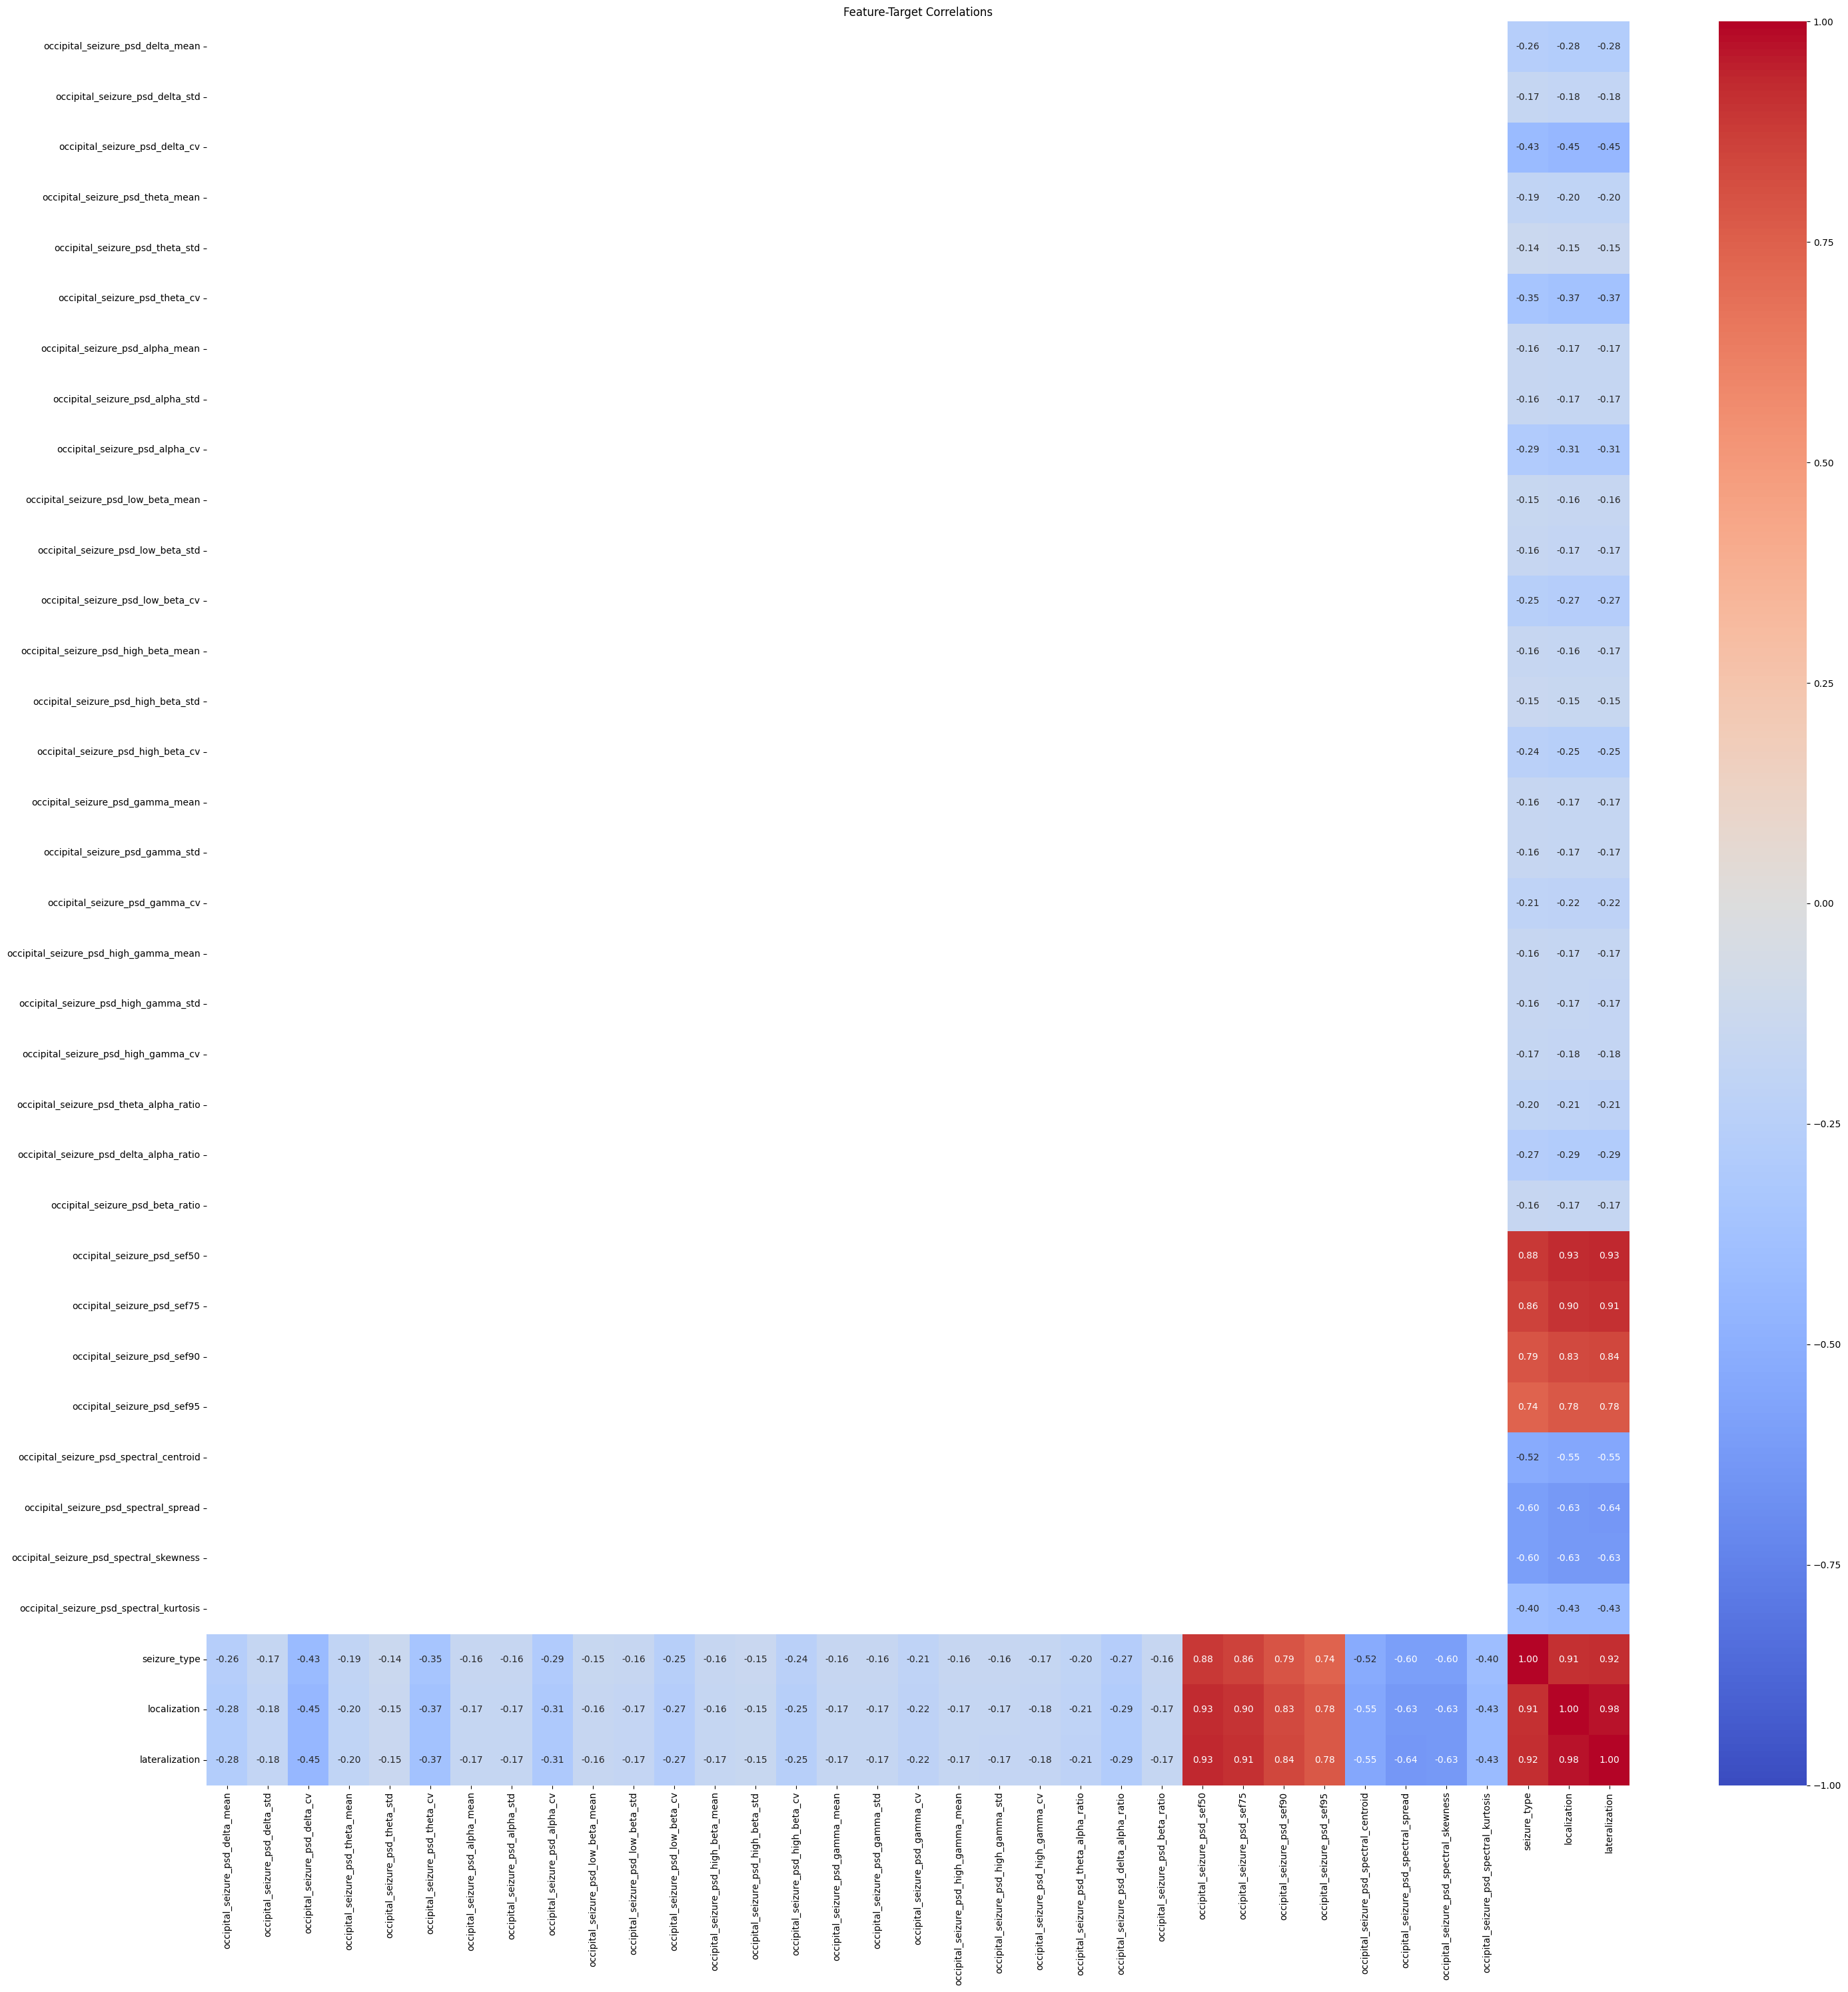 Feature-Target Correlations
occipital_seizure_psd_delta_mean -0.26 -0.28 -0.28
occipital_seizure_psd_delta_std -0.17 -0.18 -0.18
occipital_seizure_psd_delta_cv -0.43 -0.45 -0.45
occipital_seizure_psd_theta_mean -0.19 -0.20 -0.20
occipital_seizure_psd_theta_std -0.14 -0.15 -0.15
occipital_seizure_psd_theta_cv -0.35 -0.37 -0.37
occipital_seizure_psd_alpha_mean -0.16 -0.17 -0.17
occipital_seizure_psd_alpha_std -0.16 -0.17 -0.17
occipital_seizure_psd_alpha_cv -0.29 -0.31 -0.31
occipital_seizure_psd_low_beta_mean -0.15 -0.16 -0.16
occipital_seizure_psd_low_beta_std -0.16 -0.17 -0.17
occipital_seizure_psd_low_beta_cv -0.25 -0.27 -0.27
occipital_seizure_psd_high_beta_mean -0.16 -0.16 -0.17
occipital_seizure_psd_high_beta_std -0.15 -0.15 -0.15
occipital_seizure_psd_high_beta_cv -0.24 -0.25 -0.25
occipital_seizure_psd_gamma_mean -0.16 -0.17 -0.17
occipital_seizure_psd_gamma_std -0.16 -0.17 -0.17
occipital_seizure_psd_gamma_cv -0.21 -0.22 -0.22
occipital_seizure_psd_high_gamma_mean -0.16 -0.17 -0.17
occipital_seizure_psd_high_gamma_std -0.16 -0.17 -0.17
occipital_seizure_psd_high_gamma_cv -0.17 -0.18 -0.18
occipital_seizure_psd_theta_alpha_ratio -0.20 -0.21 -0.21
occipital_seizure_psd_delta_alpha_ratio -0.27 -0.29 -0.29
occipital_seizure_psd_beta_ratio -0.16 -0.17 -0.17
occipital_seizure_psd_sef50 0.88 0.93 0.93
occipital_seizure_psd_sef75 0.86 0.90 0.91
occipital_seizure_psd_sef90 0.79 0.83 0.84
occipital_seizure_psd_sef95 0.74 0.78 0.78
occipital_seizure_psd_spectral_centroid -0.52 -0.55 -0.55
occipital_seizure_psd_spectral_spread -0.60 -0.63 -0.64
occipital_seizure_psd_spectral_skewness -0.60 -0.63 -0.63
occipital_seizure_psd_spectral_kurtosis -0.40 -0.43 -0.43
seizure_type -0.26 -0.17 -0.43 -0.19 -0.14 -0.35 -0.16 -0.16 -0.29 -0.15 -0.16 -0.25 -0.16 -0.15 -0.24 -0.16 -0.16 -0.21 -0.16 -0.16 -0.17 -0.20 -0.27 -0.16 0.88 0.86 0.79 0.74 -0.52 -0.60 -0.60 -0.40 1.00 0.91 0.92
localization -0.28 -0.18 -0.45 -0.20 -0.15 -0.37 -0.17 -0.17 -0.31 -0.16 -0.17 -0.27 -0.16 -0.15 -0.25 -0.17 -0.17 -0.22 -0.17 -0.17 -0.18 -0.21 -0.29 -0.17 0.93 0.90 0.83 0.78 -0.55 -0.63 -0.63 -0.43 0.91 1.00 0.98
lateralization -0.28 -0.18 -0.45 -0.20 -0.15 -0.37 -0.17 -0.17 -0.31 -0.16 -0.17 -0.27 -0.17 -0.15 -0.25 -0.17 -0.17 -0.22 -0.17 -0.17 -0.18 -0.21 -0.29 -0.17 0.93 0.91 0.84 0.78 -0.55 -0.64 -0.63 -0.43 0.92 0.98 1.00
occipital_seizure_psd_delta_mean
occipital_seizure_psd_delta_std
occipital_seizure_psd_delta_cv
occipital_seizure_psd_theta_mean
occipital_seizure_psd_theta_std
occipital_seizure_psd_theta_cv
occipital_seizure_psd_alpha_mean
occipital_seizure_psd_alpha_std
occipital_seizure_psd_alpha_cv
occipital_seizure_psd_low_beta_mean
occipital_seizure_psd_low_beta_std
occipital_seizure_psd_low_beta_cv
occipital_seizure_psd_high_beta_mean
occipital_seizure_psd_high_beta_std
occipital_seizure_psd_high_beta_cv
occipital_seizure_psd_gamma_mean
occipital_seizure_psd_gamma_std
occipital_seizure_psd_gamma_cv
occipital_seizure_psd_high_gamma_mean
occipital_seizure_psd_high_gamma_std
occipital_seizure_psd_high_gamma_cv
occipital_seizure_psd_theta_alpha_ratio
occipital_seizure_psd_delta_alpha_ratio
occipital_seizure_psd_beta_ratio
occipital_seizure_psd_sef50
occipital_seizure_psd_sef75
occipital_seizure_psd_sef90
occipital_seizure_psd_sef95
occipital_seizure_psd_spectral_centroid
occipital_seizure_psd_spectral_spread
occipital_seizure_psd_spectral_skewness
occipital_seizure_psd_spectral_kurtosis
seizure_type
localization
lateralization
1.00
0.75
0.50
0.25
0.00
−0.25
−0.50
−0.75
−1.00